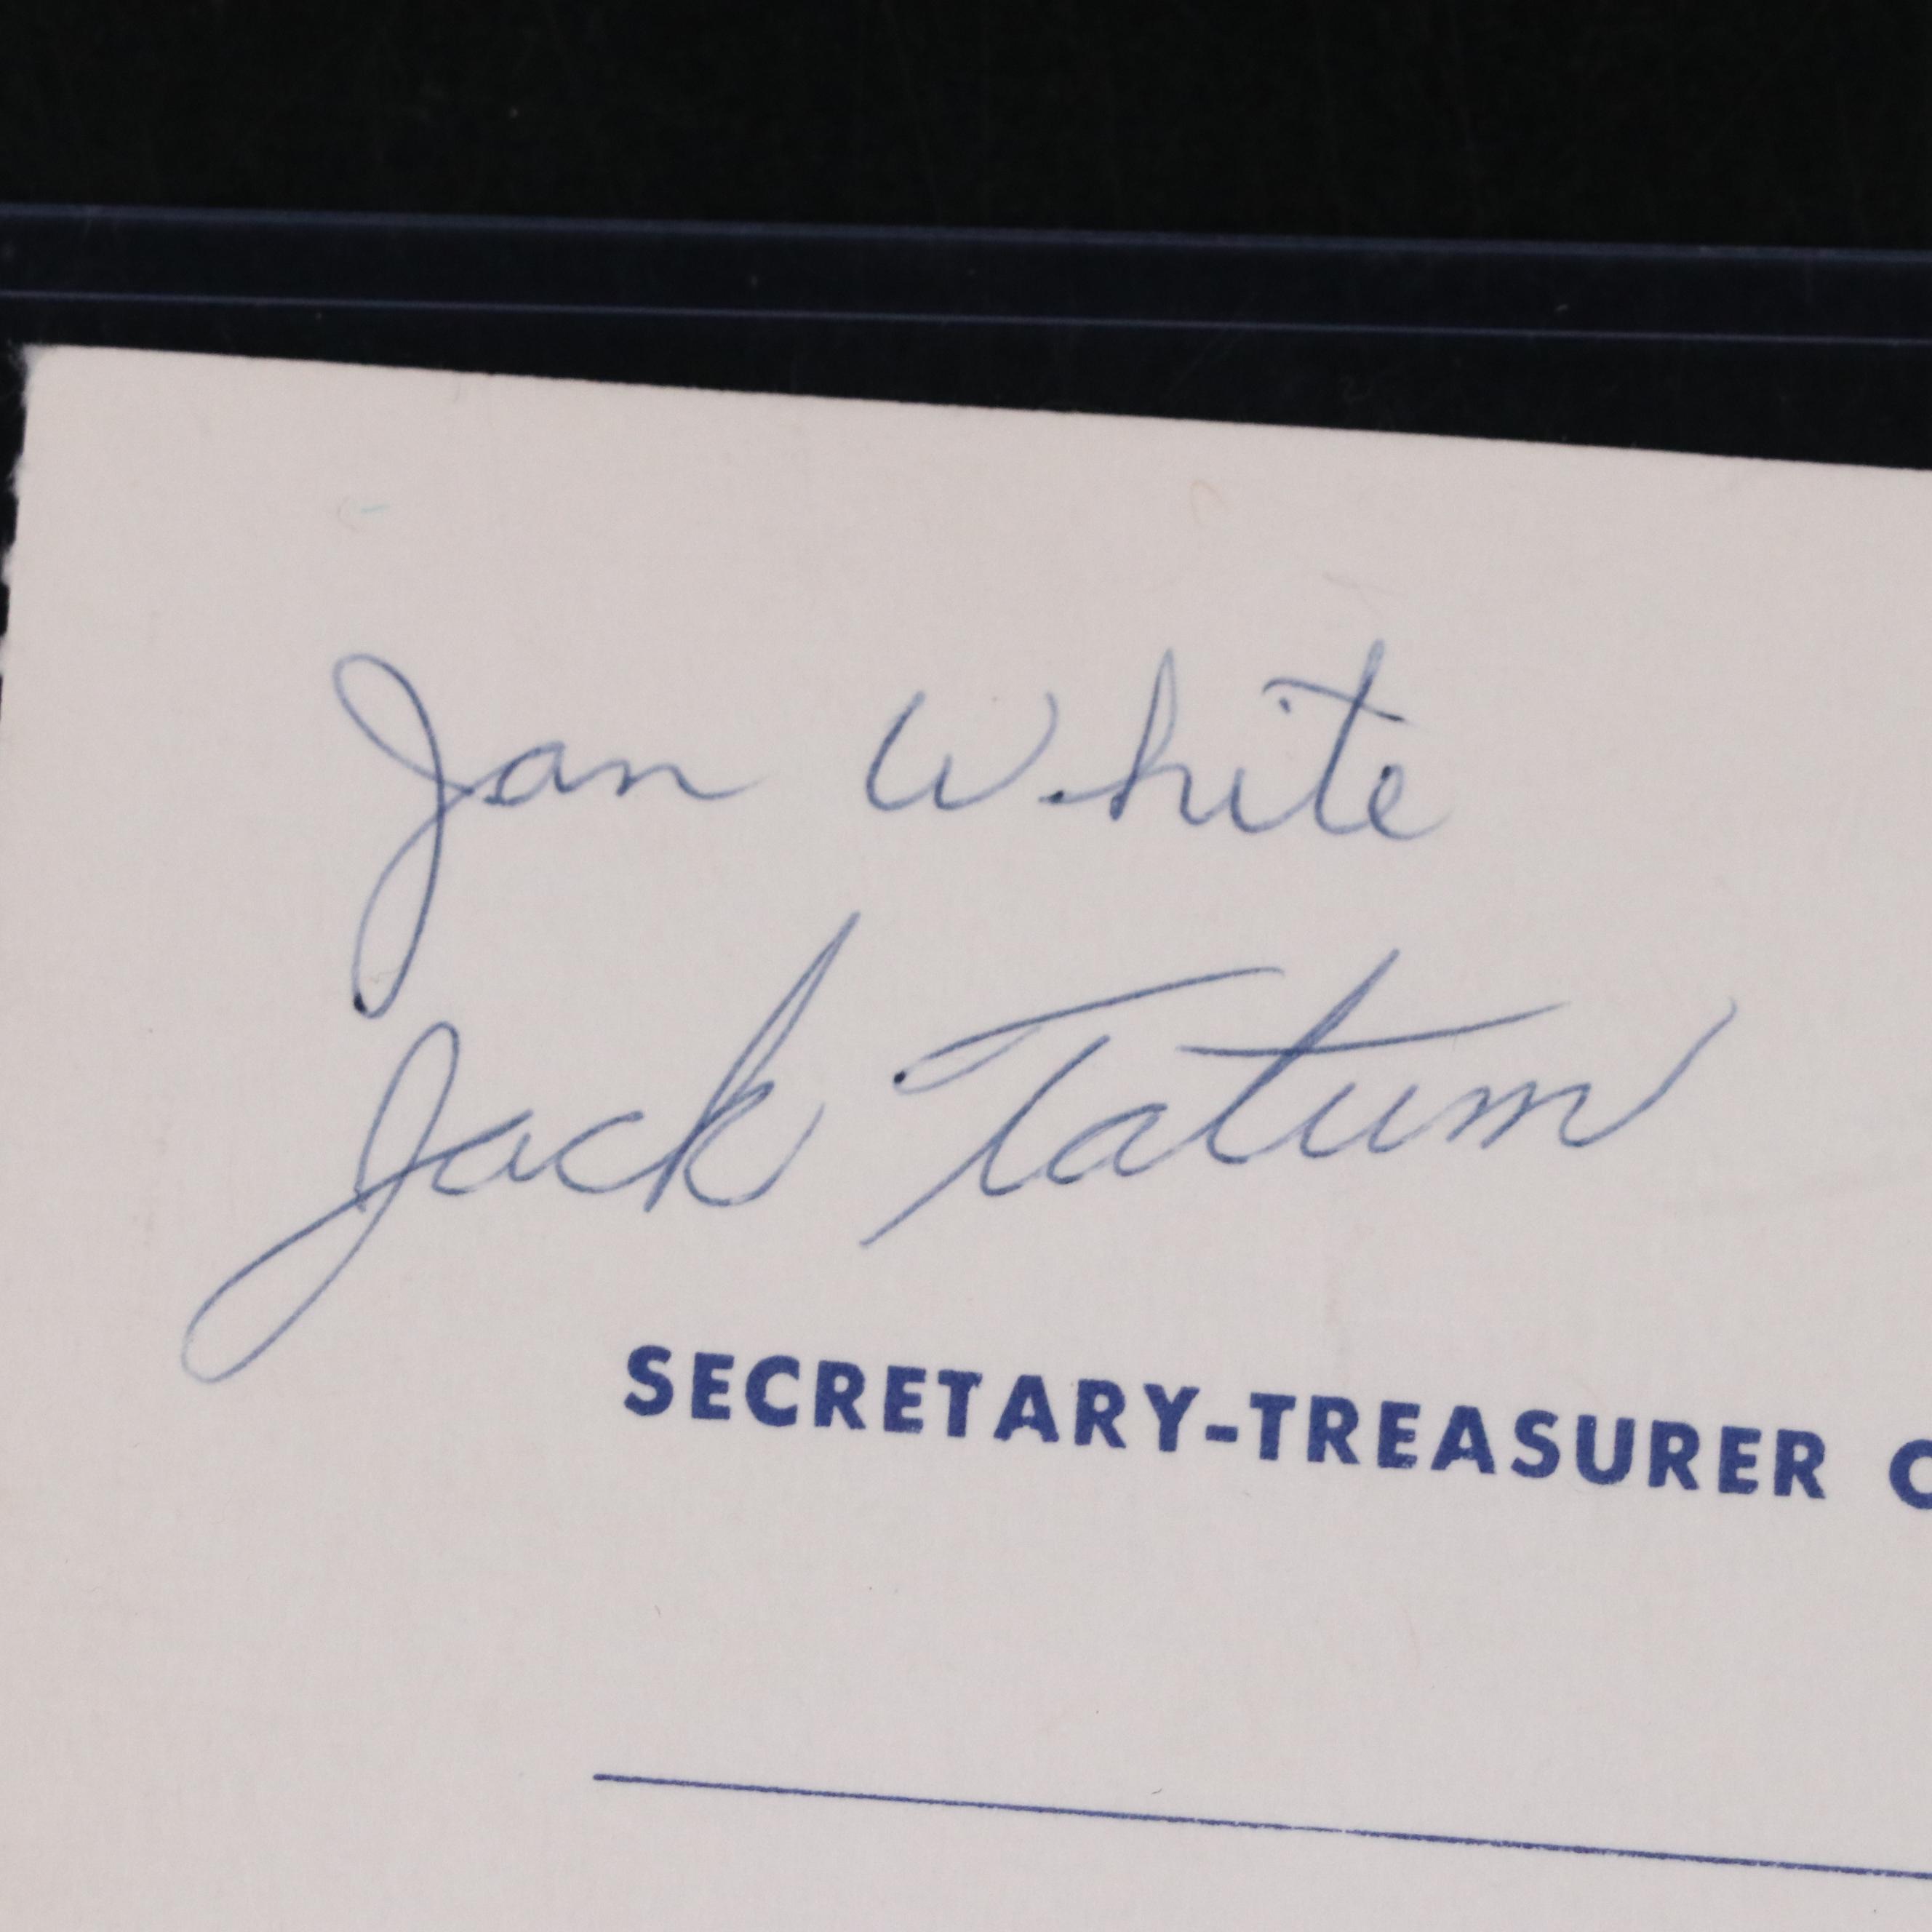 Jan White
Jack Tatum
SECRETARY-TREASURER